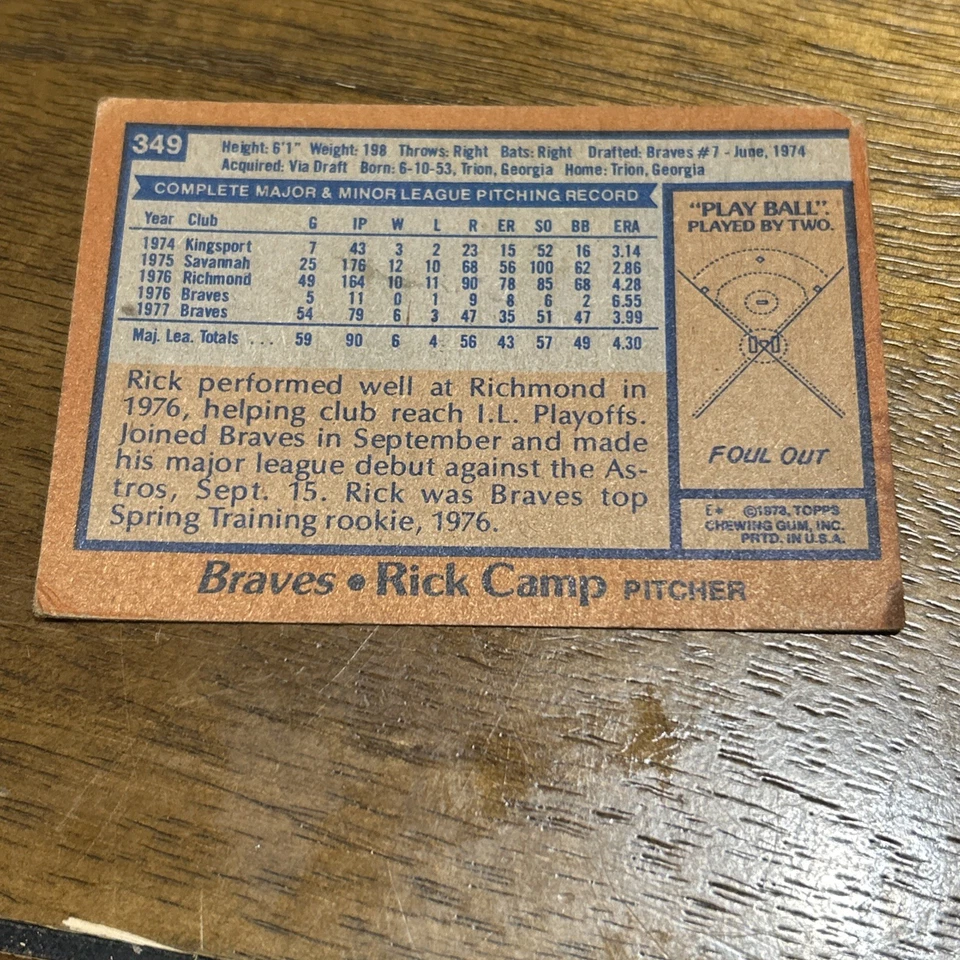 349
Height: 6'1" Weight: 198 Throws: Right Bats: Right Drafted: Braves #7 - June, 1974
Acquired: Via Draft Born: 6-10-53, Trion, Georgia Home: Trion, Georgia
COMPLETE MAJOR & MINOR LEAGUE PITCHING RECORD
Year Club G IP W L R ER SO BB ERA
1974 Kingsport 7 43 3 2 23 15 52 16 3.14
1975 Savannah 25 176 12 10 68 56 100 62 2.86
1976 Richmond 49 164 10 11 90 78 85 68 4.28
1976 Braves 5 11 0 1 9 8 6 2 6.55
1977 Braves 54 79 6 3 47 35 51 47 3.99
Maj. Lea. Totals . . . 59 90 6 4 56 43 57 49 4.30
Rick performed well at Richmond in
1976, helping club reach I.L. Playoffs.
Joined Braves in September and made
his major league debut against the As-
tros, Sept. 15. Rick was Braves top
Spring Training rookie, 1976.
"PLAY BALL".
PLAYED BY TWO.
FOUL OUT
E* ©1978, TOPPS
CHEWING GUM, INC.
PRTD. IN U.S.A.
Braves • Rick Camp PITCHER